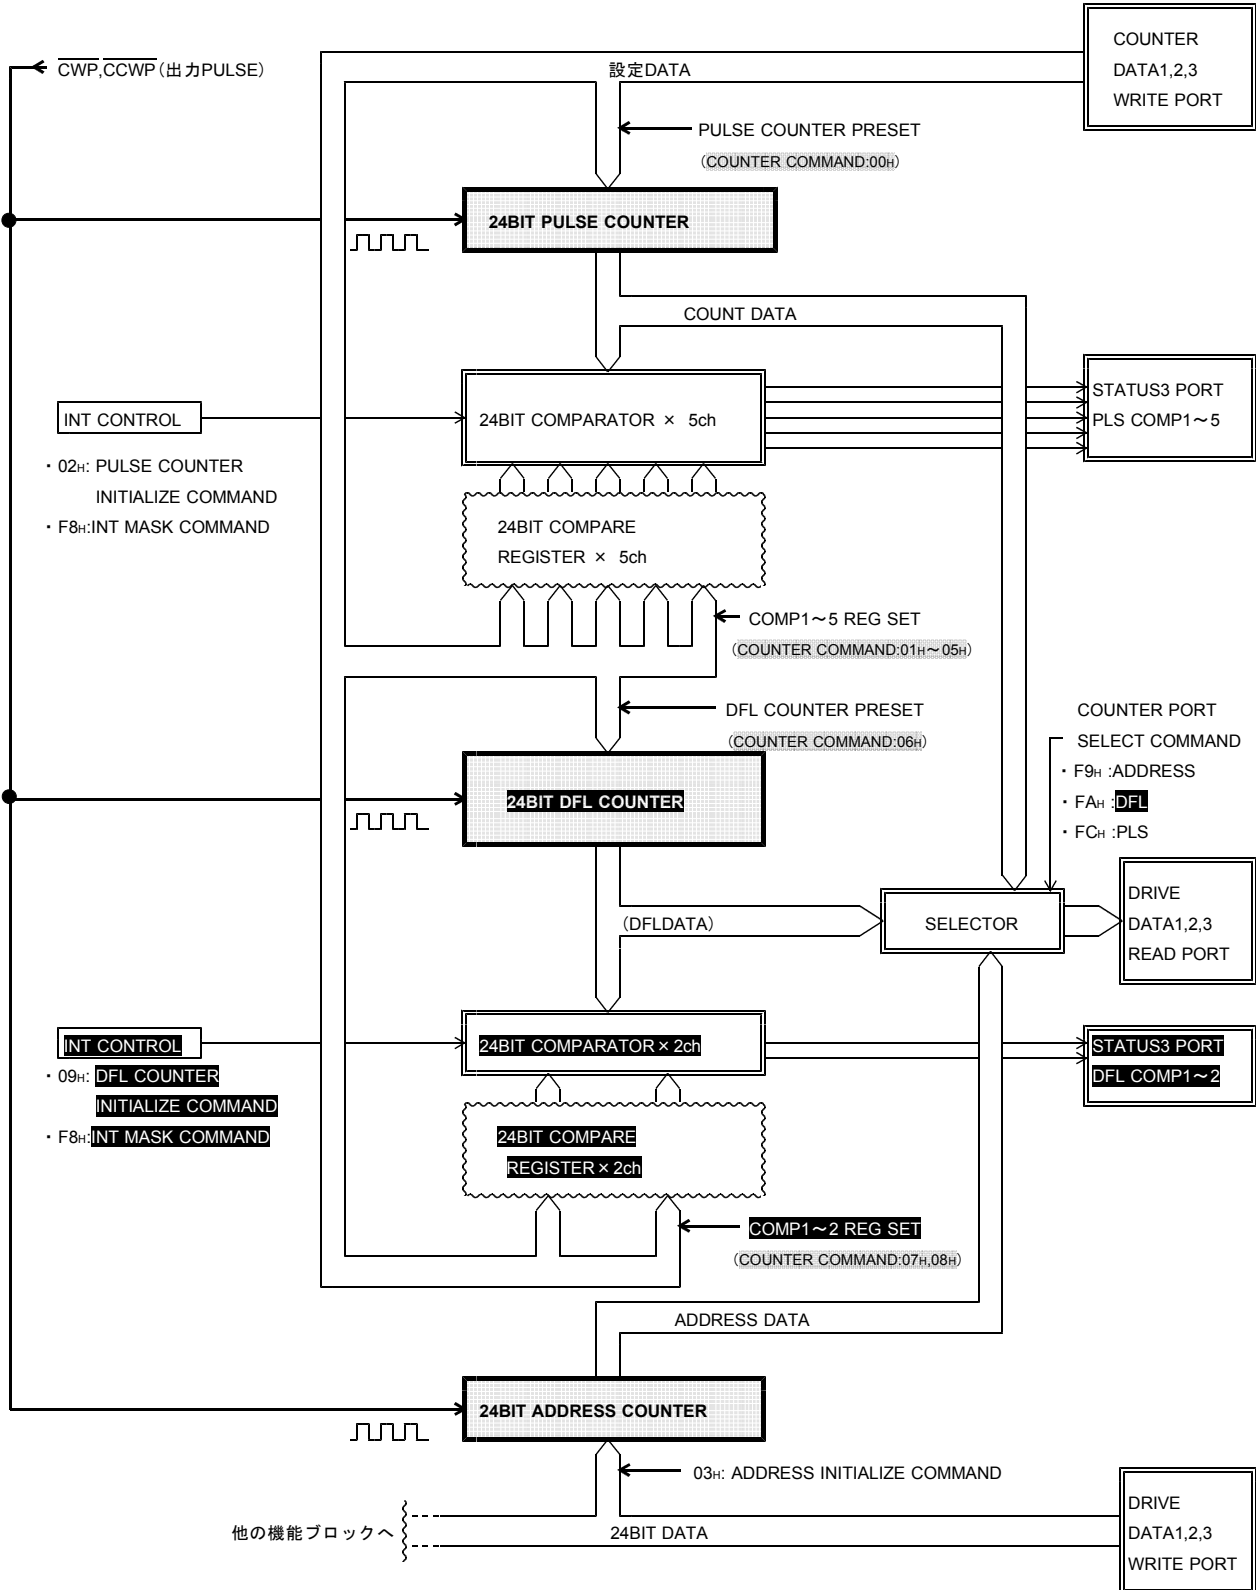 COUNTER
DATA1,2,3
WRITE PORT
CWP,CCWP(出力PULSE)
設定DATA
PULSE COUNTER PRESET
(COUNTER COMMAND:00H)
24BIT PULSE COUNTER
COUNT DATA
STATUS3 PORT
PLS COMP1～5
INT CONTROL
24BIT COMPARATOR × 5ch
・02H: PULSE COUNTER
INITIALIZE COMMAND
・F8H:INT MASK COMMAND
24BIT COMPARE
REGISTER × 5ch
COMP1～5 REG SET
(COUNTER COMMAND:01H～05H)
DFL COUNTER PRESET
(COUNTER COMMAND:06H)
COUNTER PORT
SELECT COMMAND
・F9H :ADDRESS
・FAH :DFL
・FCH :PLS
24BIT DFL COUNTER
DRIVE
DATA1,2,3
READ PORT
(DFLDATA)
SELECTOR
INT CONTROL
24BIT COMPARATOR × 2ch
STATUS3 PORT
DFL COMP1～2
・09H: DFL COUNTER
INITIALIZE COMMAND
・F8H:INT MASK COMMAND
24BIT COMPARE
REGISTER × 2ch
COMP1～2 REG SET
(COUNTER COMMAND:07H,08H)
ADDRESS DATA
24BIT ADDRESS COUNTER
03H: ADDRESS INITIALIZE COMMAND
他の機能ブロックへ
24BIT DATA
DRIVE
DATA1,2,3
WRITE PORT